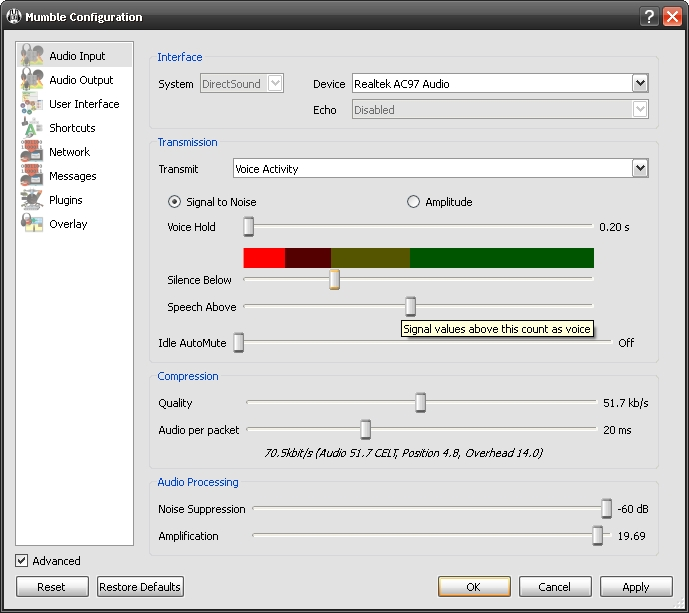 Mumble Configuration
Audio Input
Audio Output
User Interface
Shortcuts
Network
Messages
Plugins
Overlay
Interface
System DirectSound Device Realtek AC97 Audio
Echo Disabled
Transmission
Transmit Voice Activity
Signal to Noise Amplitude
Voice Hold 0.20 s
Silence Below
Speech Above
Signal values above this count as voice
Idle AutoMute Off
Compression
Quality 51.7 kb/s
Audio per packet 20 ms
70.5kbit/s (Audio 51.7 CELT, Position 4.8, Overhead 14.0)
Audio Processing
Noise Suppression -60 dB
Amplification 19.69
Advanced
Reset Restore Defaults OK Cancel Apply